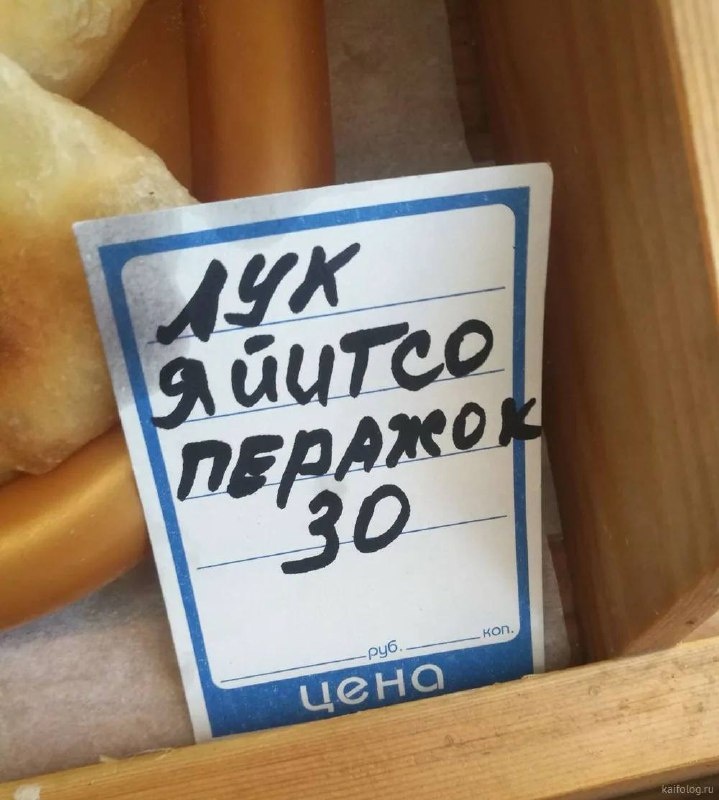 ЛУК
ЯЙИТСО
ПЕРАЖОК
30
руб. коп.
цена
kaifolog.ru